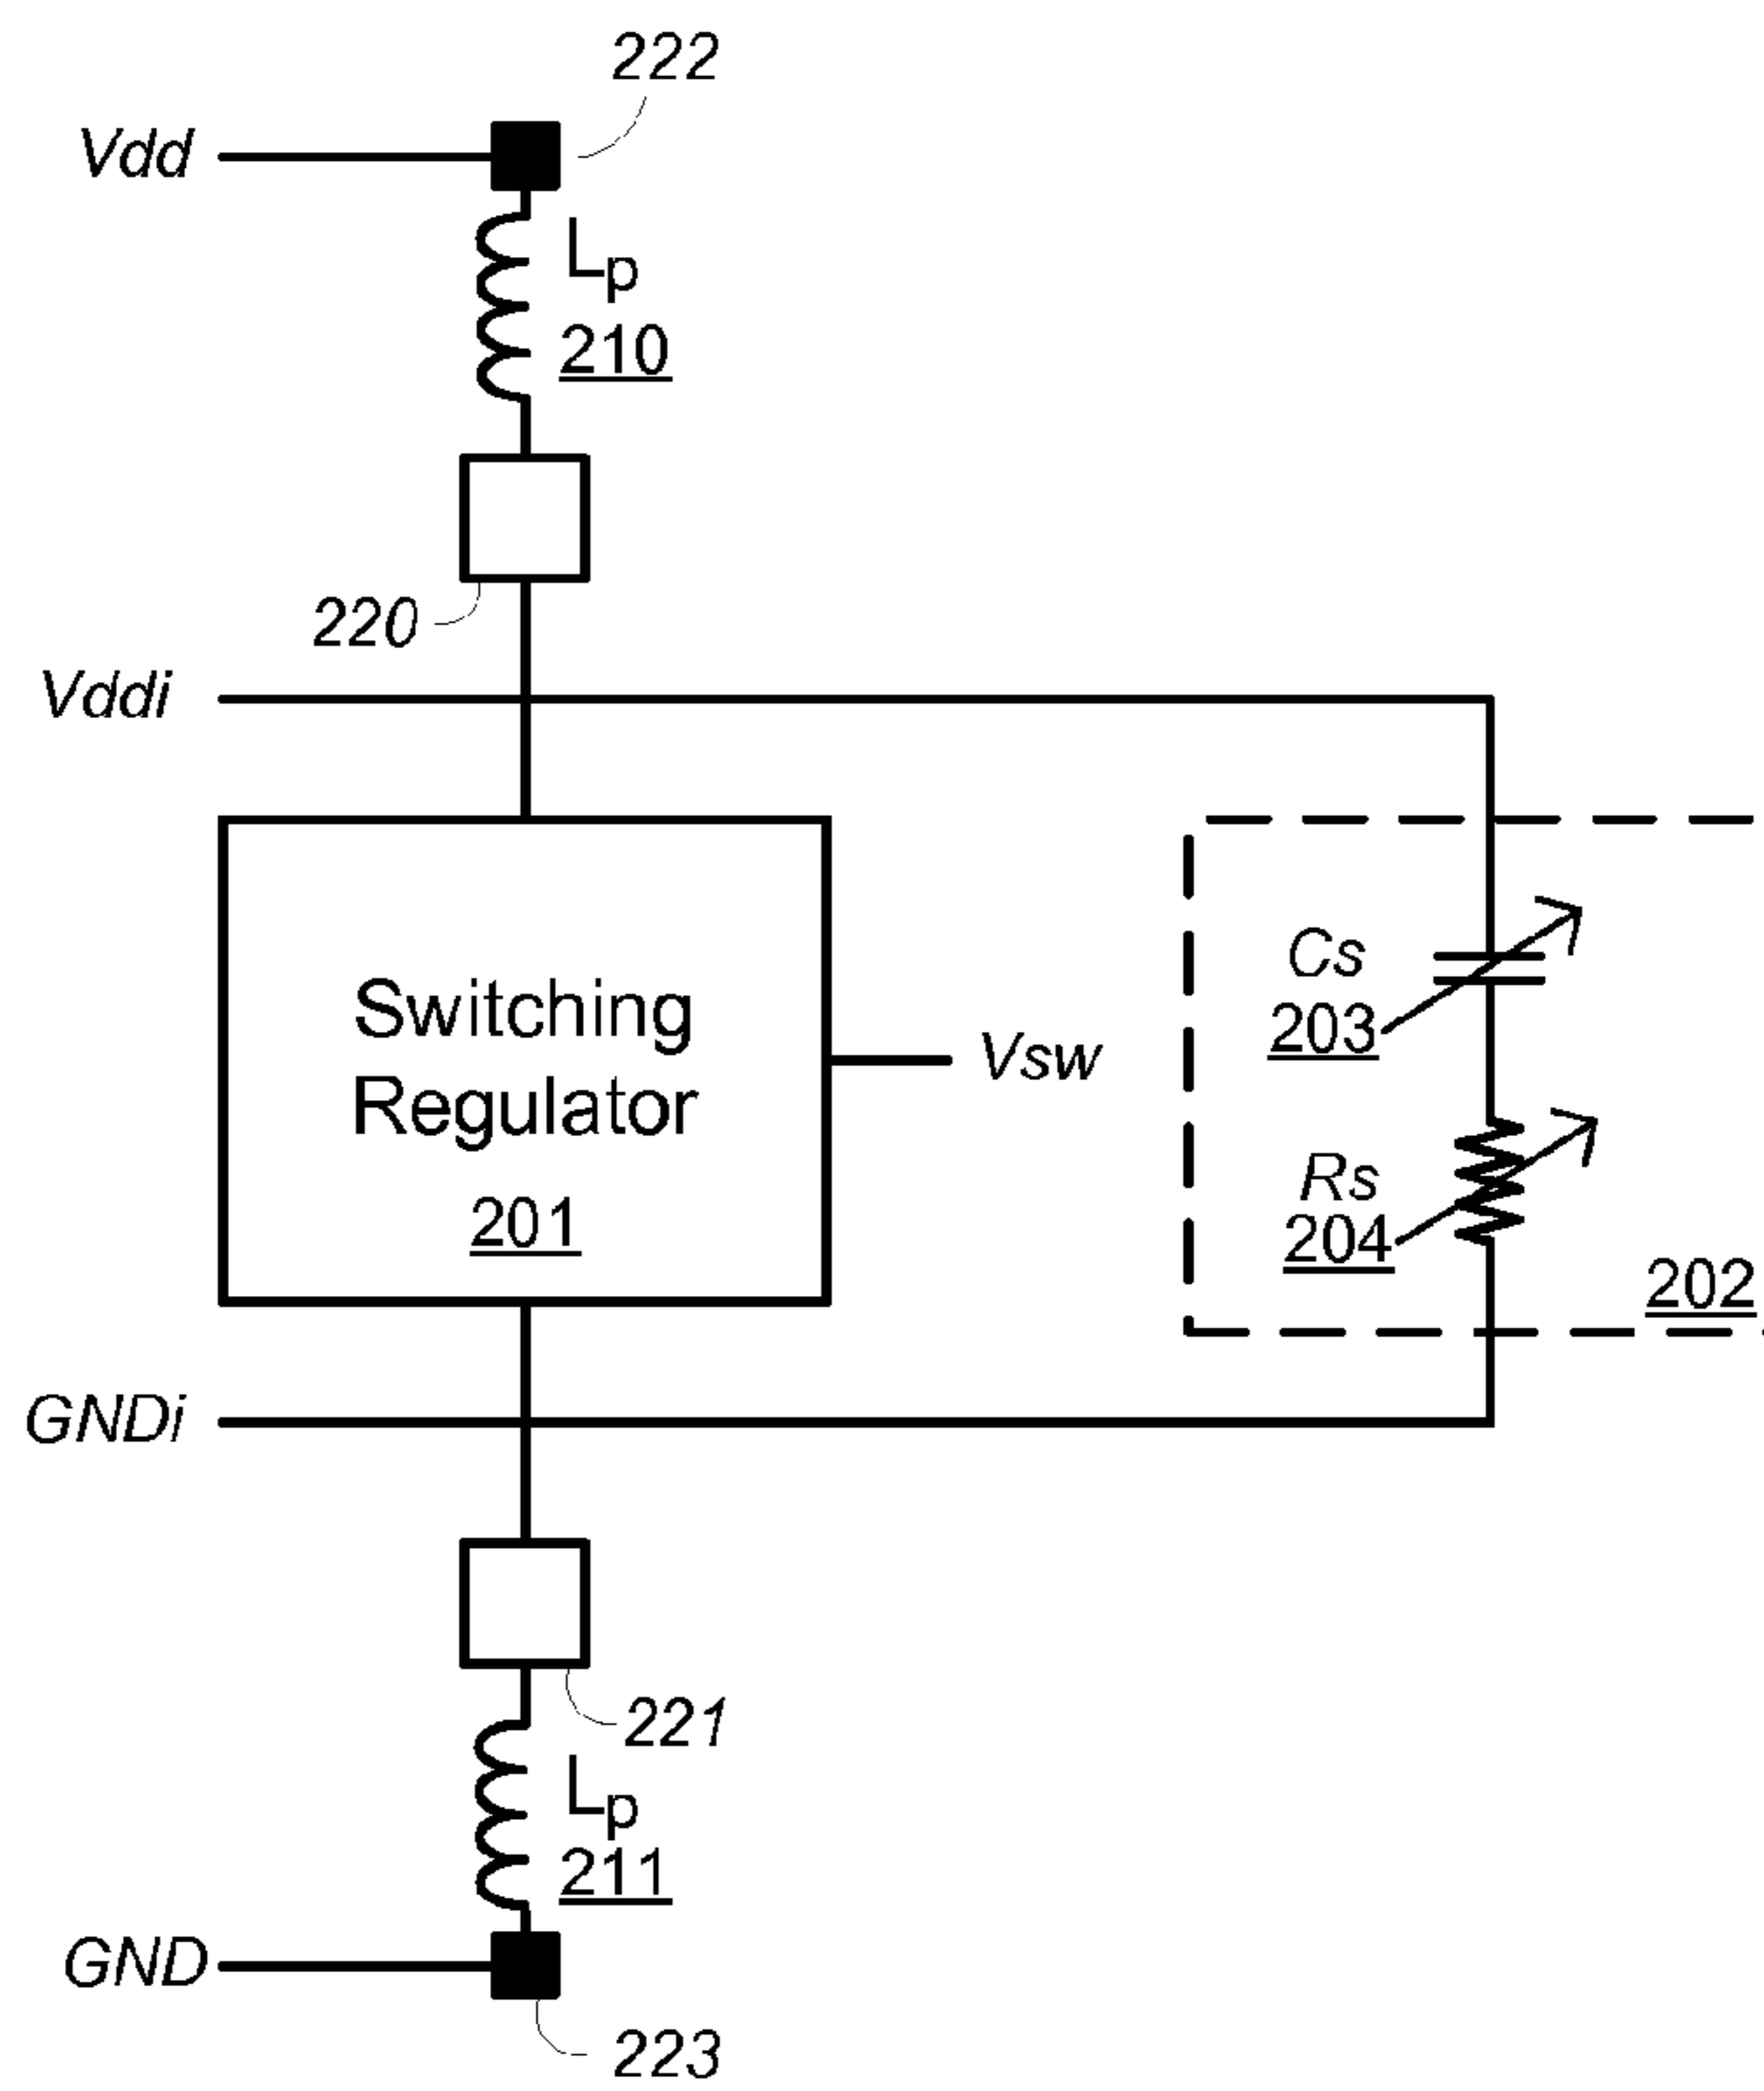 222
Vdd
Lp
210
220
Vddi
Switching
Regulator
201
Vsw
Cs
203
Rs
204
202
GNDi
221
Lp
211
GND
223